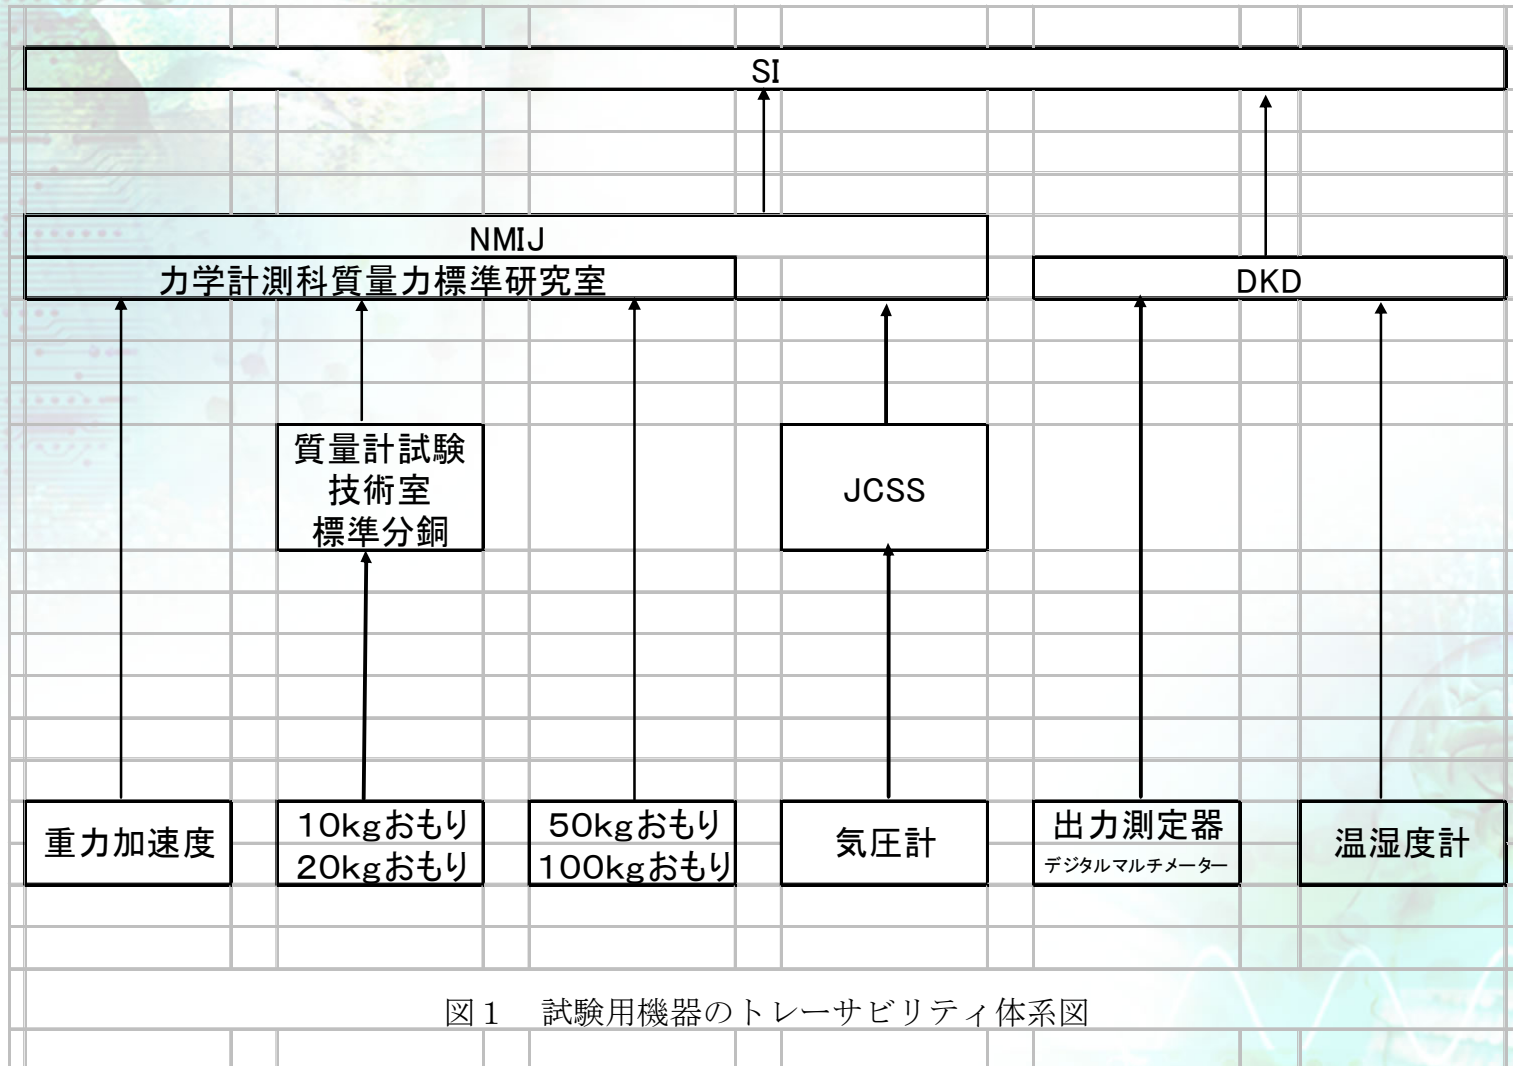 SI
NMIJ
力学計測科質量力標準研究室
DKD
質量計試験
技術室
標準分銅
JCSS
重力加速度
10kgおもり
20kgおもり
50kgおもり
100kgおもり
気圧計
出力測定器
デジタルマルチメーター
温湿度計
図１　試験用機器のトレーサビリティ体系図